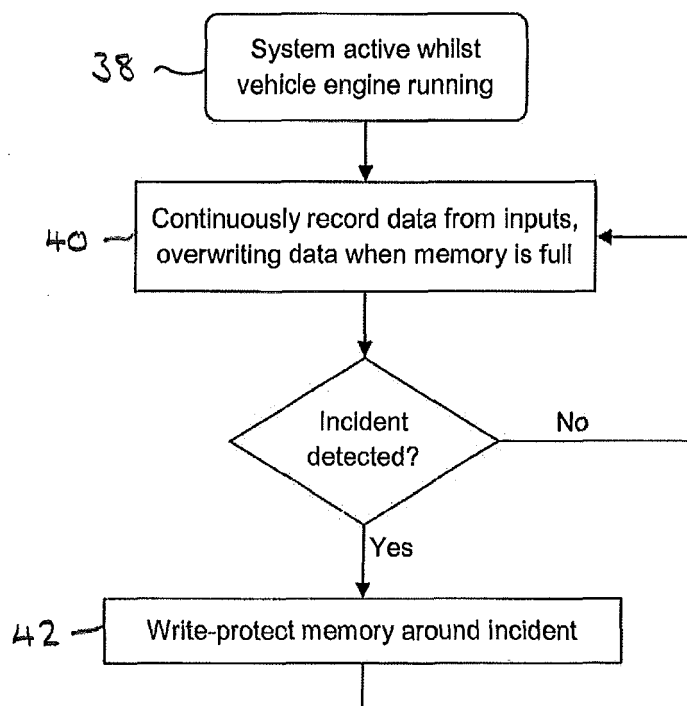 38
System active whilst
vehicle engine running
40
Continuously record data from inputs,
overwriting data when memory is full
Incident
detected?
No
Yes
42
Write-protect memory around incident